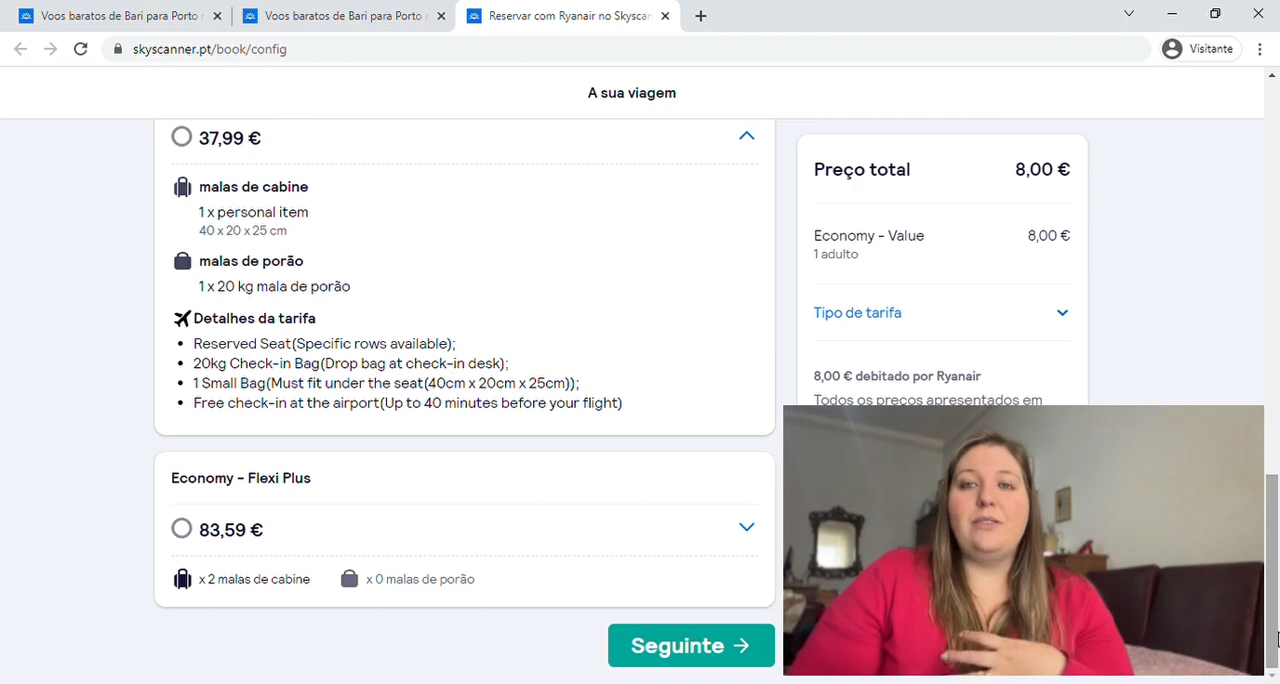 Voos baratos de Bari para Porto
Voos baratos de Bari para Porto
Reservar com Ryanair no Skyscan
skyscanner.pt/book/config
Visitante
A sua viagem
37,99 €
malas de cabine
1 x personal item
40 x 20 x 25 cm
malas de porão
1 x 20 kg mala de porão
Detalhes da tarifa
• Reserved Seat(Specific rows available);
• 20kg Check-in Bag(Drop bag at check-in desk);
• 1 Small Bag(Must fit under the seat(40cm x 20cm x 25cm));
• Free check-in at the airport(Up to 40 minutes before your flight)
Economy - Flexi Plus
83,59 €
x 2 malas de cabine
x 0 malas de porão
Seguinte →
Preço total 8,00 €
Economy - Value 8,00 €
1 adulto
Tipo de tarifa
8,00 € debitado por Ryanair
Todos os preços apresentados em